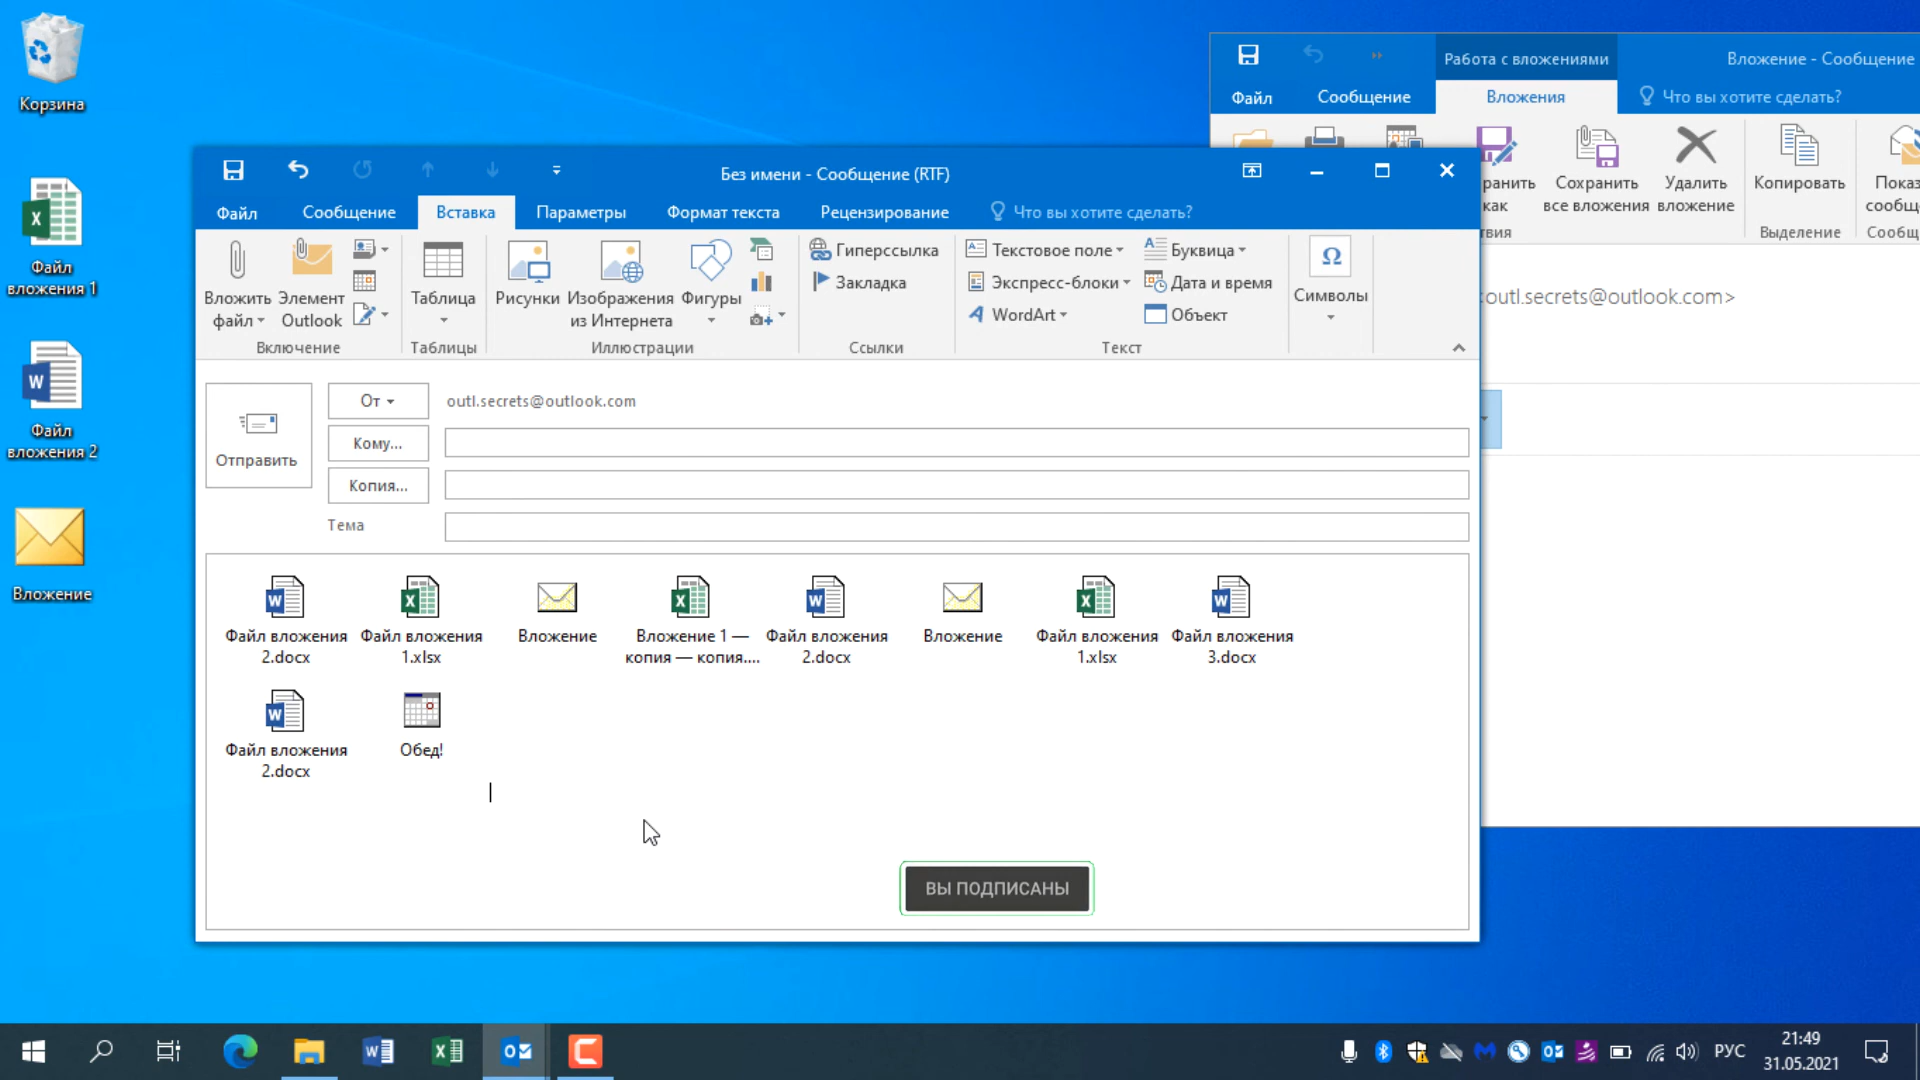 Корзина
Файл
вложения 1
Файл
вложения 2
Вложение
Работа с вложениями
Вложение - Сообщение
Файл
Сообщение
Вложения
Что вы хотите сделать?
ранить
как
Сохранить
все вложения
Удалить
вложение
Копировать
Показ
сообщ
твия
Выделение
Сообщ
outl.secrets@outlook.com>
Без имени - Сообщение (RTF)
Файл
Сообщение
Вставка
Параметры
Формат текста
Рецензирование
Что вы хотите сделать?
Вложить
файл
Элемент
Outlook
Таблица
Рисунки
Изображения
из Интернета
Фигуры
Гиперссылка
Закладка
Текстовое поле
Экспресс-блоки
WordArt
Буквица
Дата и время
Объект
Символы
Включение
Таблицы
Иллюстрации
Ссылки
Текст
Отправить
От
outl.secrets@outlook.com
Кому...
Копия...
Тема
Файл вложения
2.docx
Файл вложения
1.xlsx
Вложение
Вложение 1 —
копия — копия....
Файл вложения
2.docx
Вложение
Файл вложения
1.xlsx
Файл вложения
3.docx
Файл вложения
2.docx
Обед!
ВЫ ПОДПИСАНЫ
РУС
21:49
31.05.2021